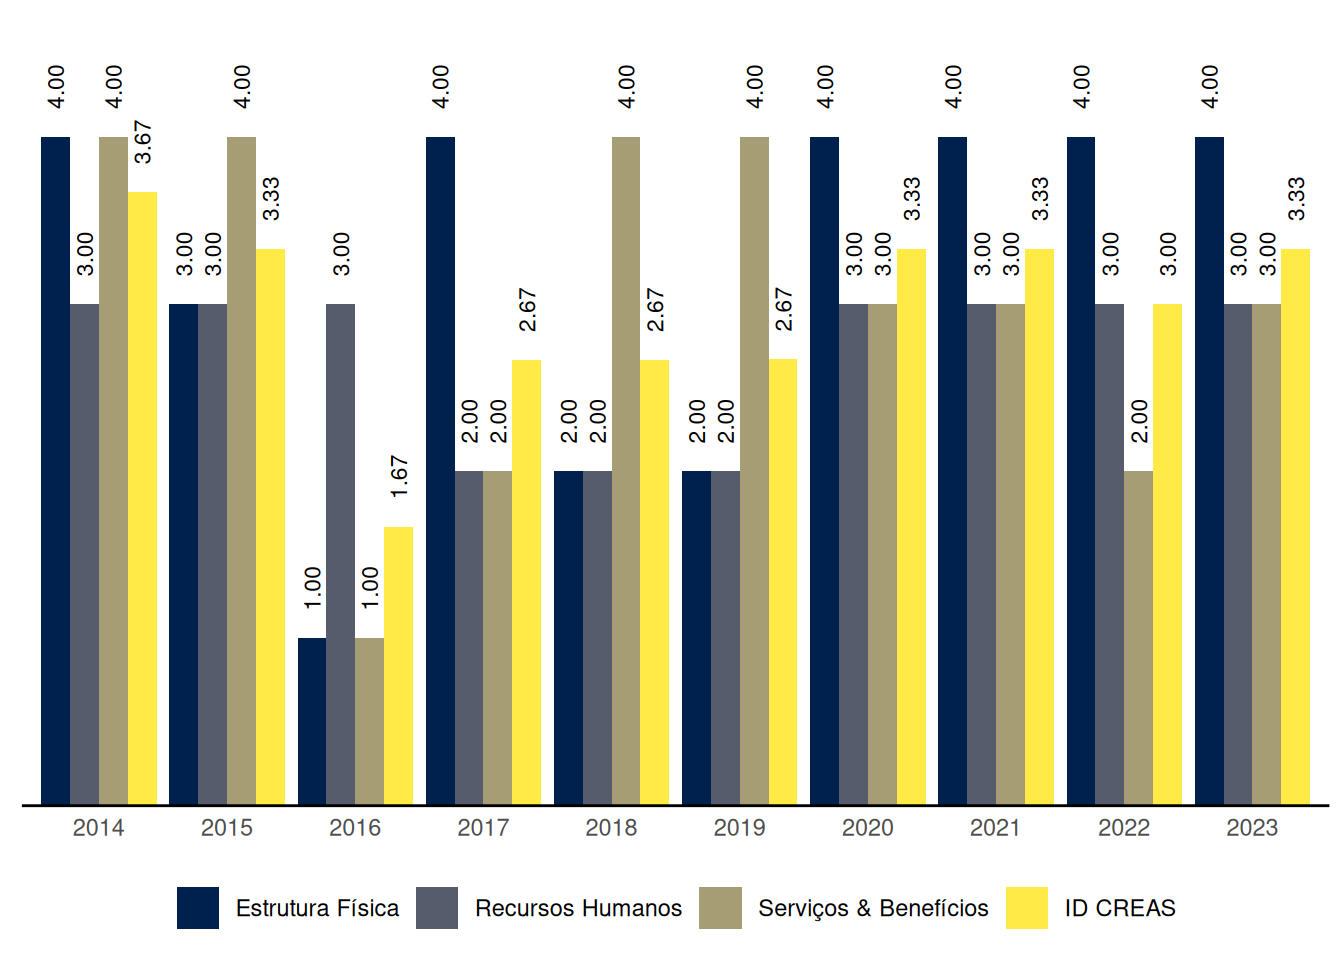 4.00 3.00 4.00 3.67 3.00 3.00 4.00 3.33 1.00 3.00 1.00 1.67 4.00 2.00 2.00 2.67 2.00 2.00 4.00 2.67 2.00 2.00 4.00 2.67 4.00 3.00 3.00 3.33 4.00 3.00 3.00 3.33 4.00 3.00 2.00 3.00 4.00 3.00 3.00 3.33
2014 2015 2016 2017 2018 2019 2020 2021 2022 2023
Estrutura Física Recursos Humanos Serviços & Benefícios ID CREAS